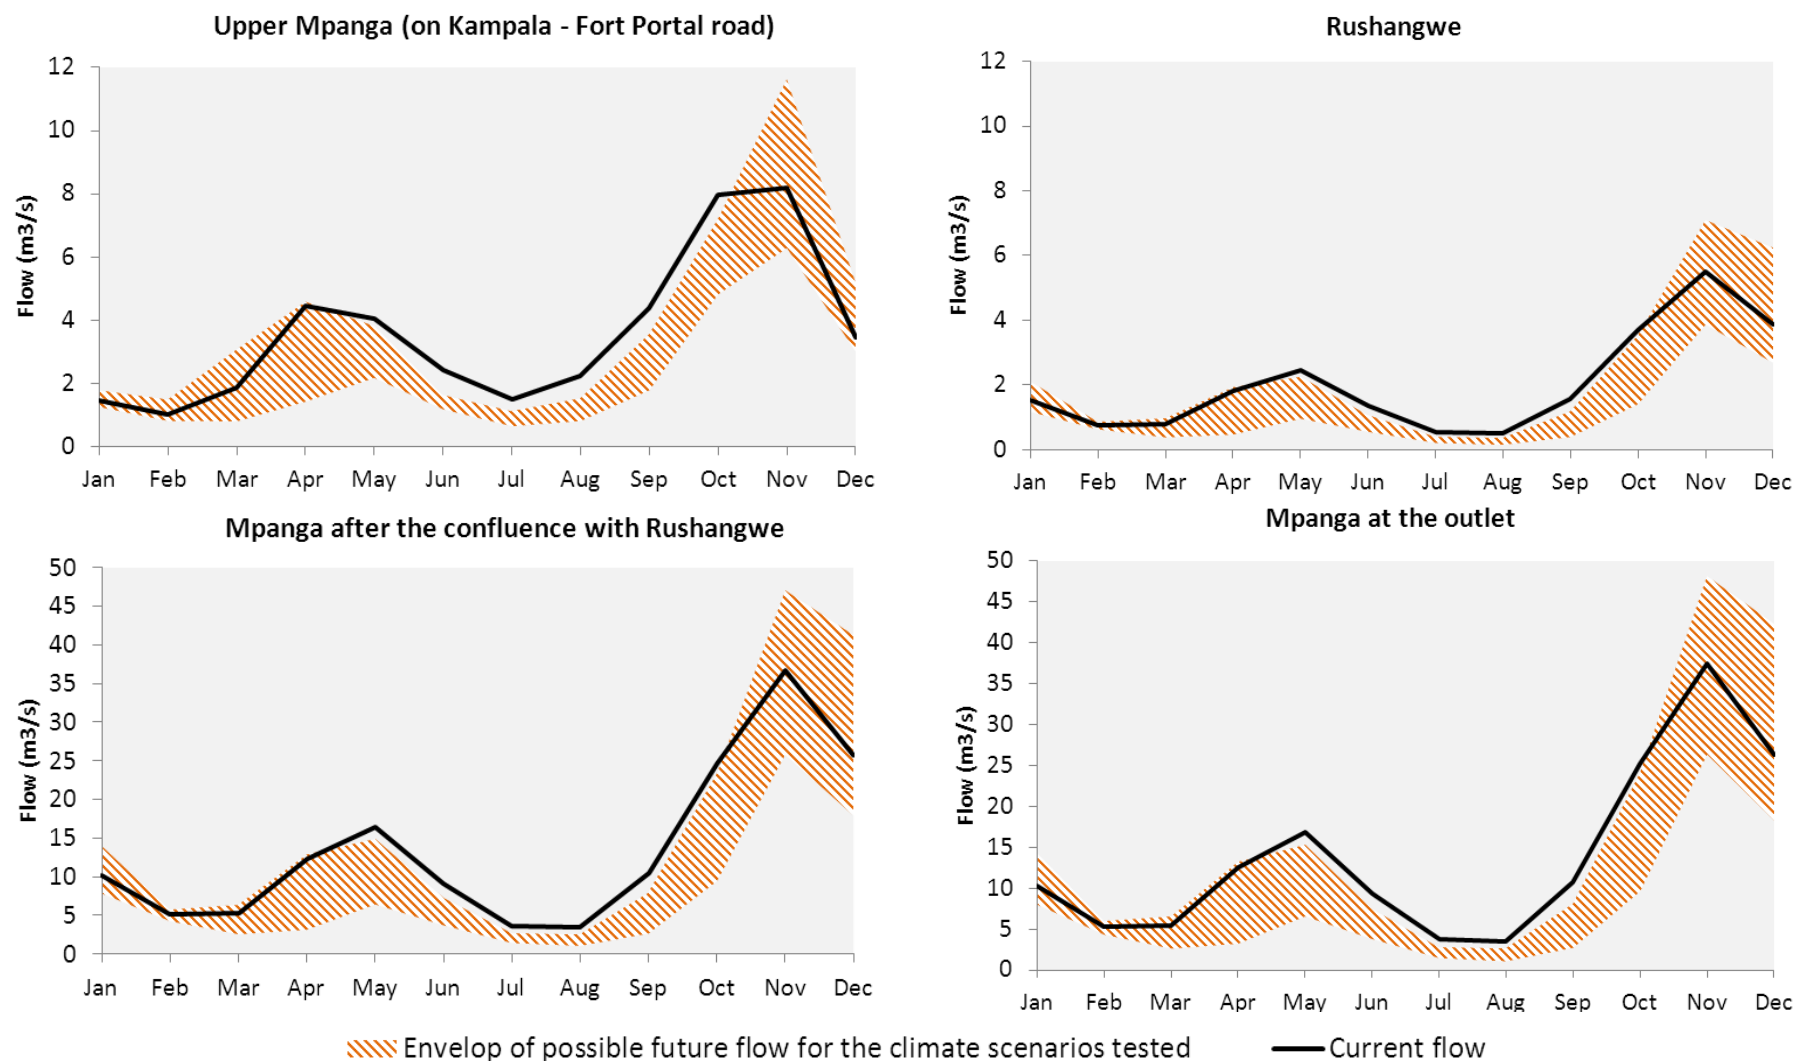 Upper Mpanga (on Kampala - Fort Portal road)
12
10
8
6
4
2
0
Flow (m3/s)
Jan Feb Mar Apr May Jun Jul Aug Sep Oct Nov Dec
Rushangwe
12
10
8
6
4
2
0
Flow (m3/s)
Jan Feb Mar Apr May Jun Jul Aug Sep Oct Nov Dec
Mpanga after the confluence with Rushangwe
50
45
40
35
30
25
20
15
10
5
0
Flow (m3/s)
Jan Feb Mar Apr May Jun Jul Aug Sep Oct Nov Dec
Mpanga at the outlet
50
45
40
35
30
25
20
15
10
5
0
Flow (m3/s)
Jan Feb Mar Apr May Jun Jul Aug Sep Oct Nov Dec
Envelop of possible future flow for the climate scenarios tested
Current flow